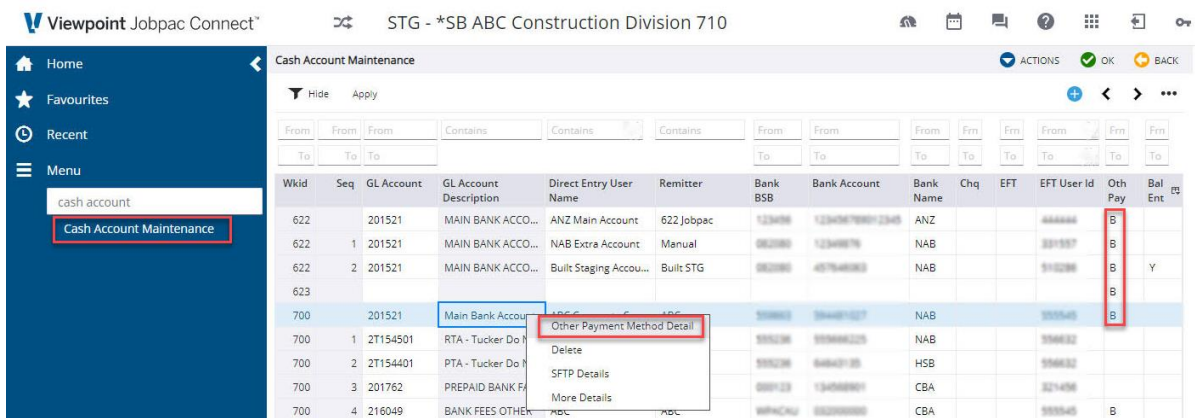 Viewpoint Jobpac Connect™ STG - *SB ABC Construction Division 710
Home
Favourites
Recent
Menu
cash account
Cash Account Maintenance
Cash Account Maintenance ACTIONS OK BACK
Hide Apply
From From From Contains Contains Contains From From From Frn Frn From Frn Frn
To To To To To To To To To To To
Wkid Seq GL Account GL Account Description Direct Entry User Name Remitter Bank BSB Bank Account Bank Name Chq EFT EFT User Id Oth Pay Bal Ent
622 201521 MAIN BANK ACCO... ANZ Main Account 622 Jobpac ANZ B
622 1 201521 MAIN BANK ACCO... NAB Extra Account Manual NAB B
622 2 201521 MAIN BANK ACCO... Built Staging Accou... Built STG NAB B Y
623 B
700 201521 Main Bank Accou NAB B
Other Payment Method Detail
700 1 2T154501 RTA - Tucker Do N NAB
Delete
700 2 2T154401 PTA - Tucker Do N HSB
SFTP Details
700 3 201762 PREPAID BANK FA CBA
More Details
700 4 216049 BANK FEES OTHER ABC ABC CBA B